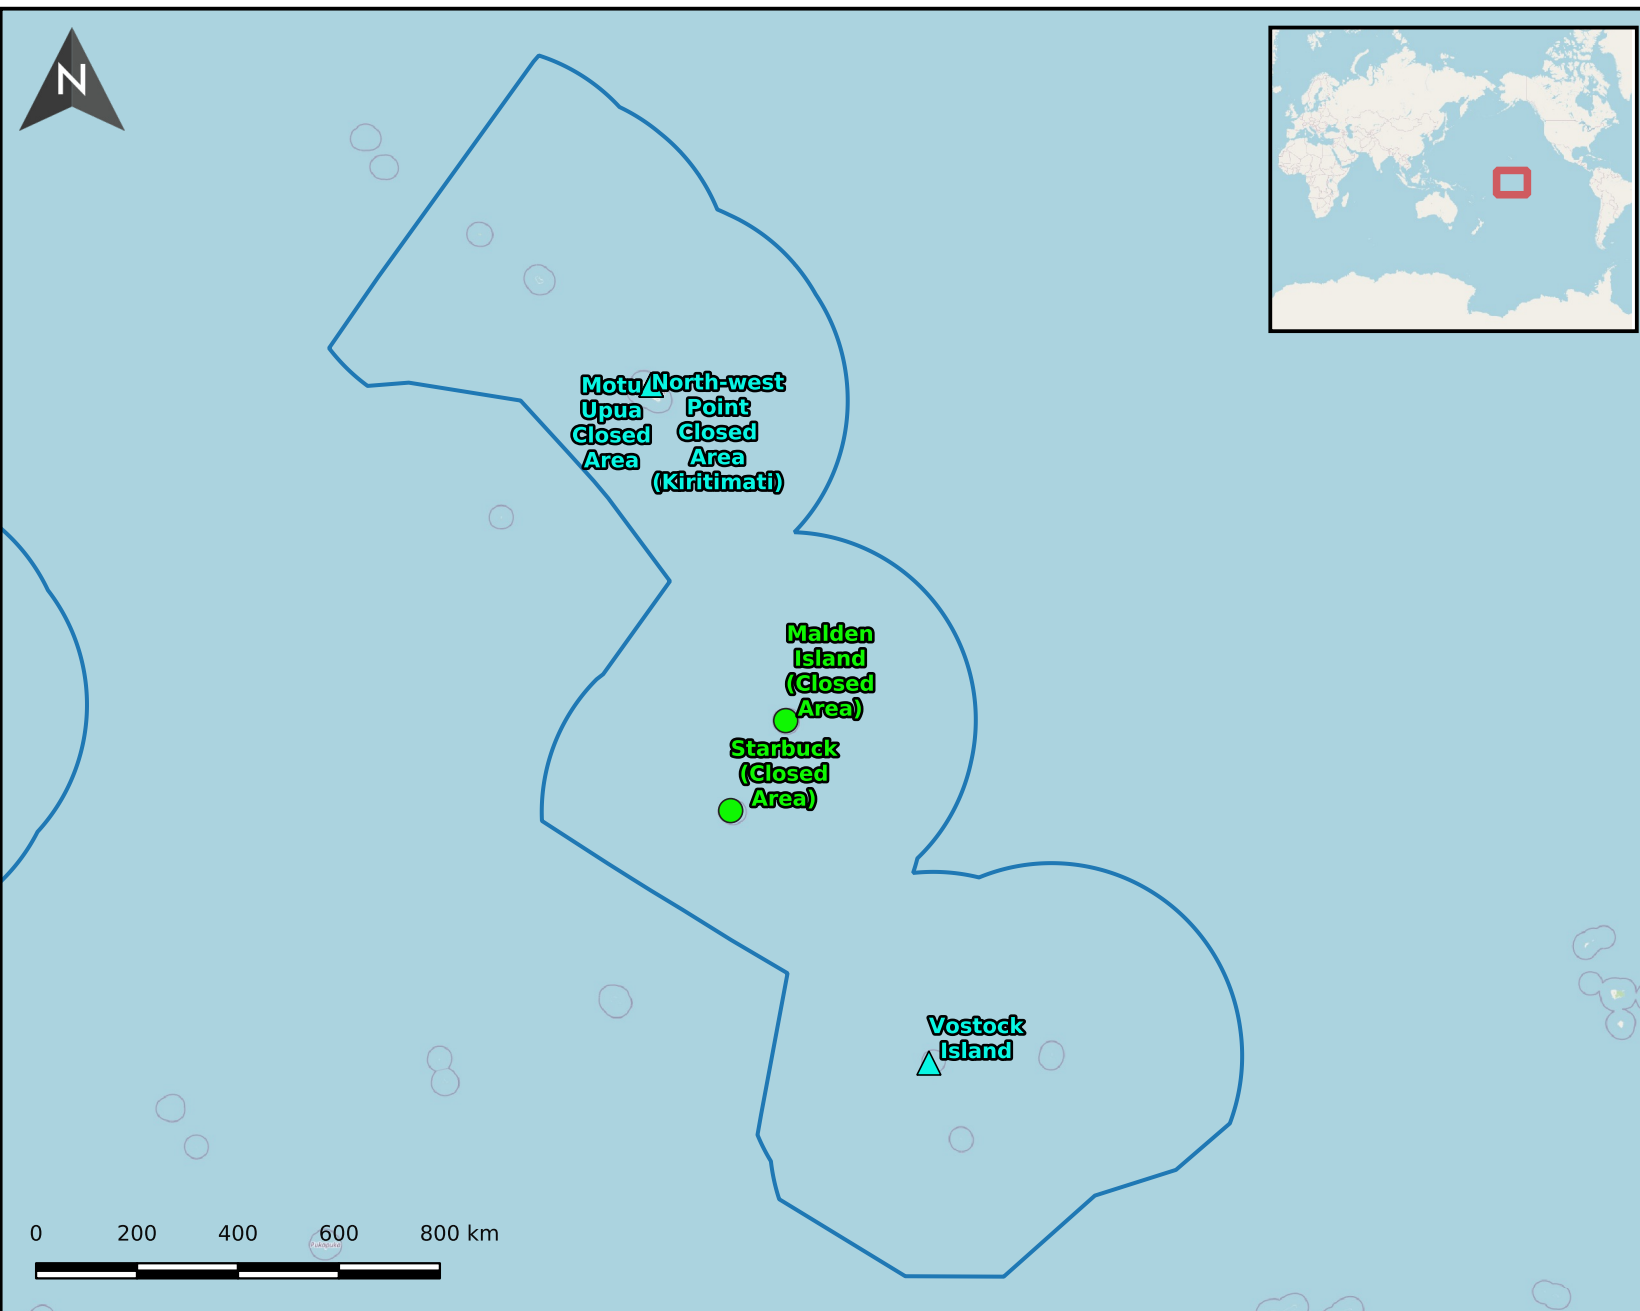 N
Motu
Upua
Closed
Area
North-west
Point
Closed
Area
(Kiritimati)
Malden
Island
(Closed
Area)
Starbuck
(Closed
Area)
Vostock
Island
0 200 400 600 800 km
Pukapuka